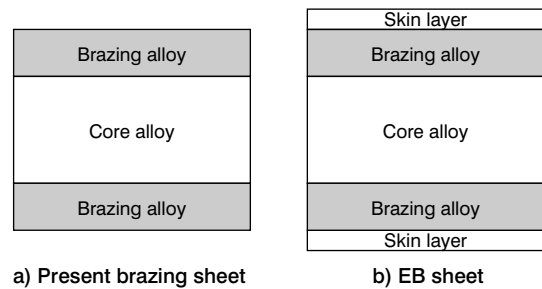 Brazing alloy
Core alloy
Brazing alloy
a) Present brazing sheet
Skin layer
Brazing alloy
Core alloy
Brazing alloy
Skin layer
b) EB sheet